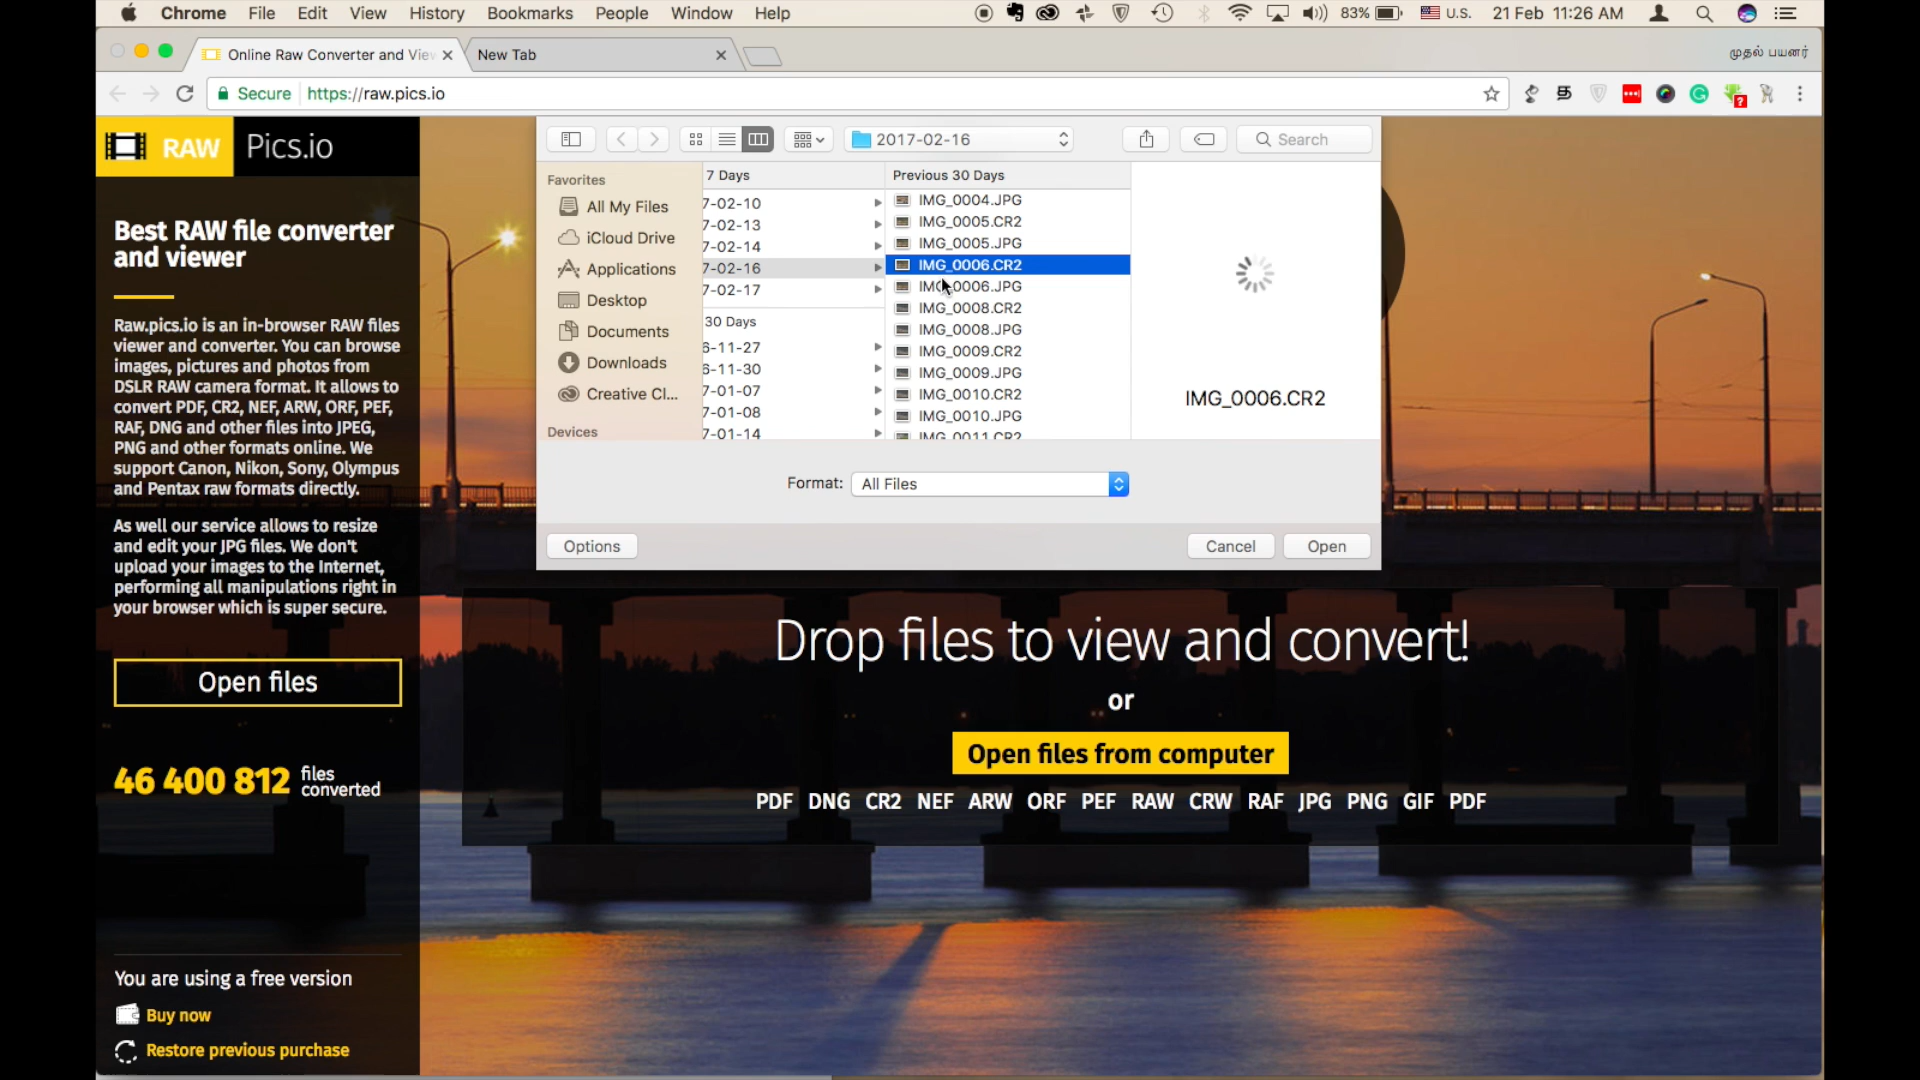 Chrome File Edit View History Bookmarks People Window Help
83% U.S. 21 Feb 11:26 AM
Online Raw Converter and View
New Tab
முதல் பயனர்
Secure https://raw.pics.io
த
RAW Pics.io
Best RAW file converter
and viewer
Raw.pics.io is an in-browser RAW files
viewer and converter. You can browse
images, pictures and photos from
DSLR RAW camera format. It allows to
convert PDF, CR2, NEF, ARW, ORF, PEF,
RAF, DNG and other files into JPEG,
PNG and other formats online. We
support Canon, Nikon, Sony, Olympus
and Pentax raw formats directly.
As well our service allows to resize
and edit your JPG files. We don't
upload your images to the Internet,
performing all manipulations right in
your browser which is super secure.
Open files
46 400 812 files
converted
You are using a free version
Buy now
Restore previous purchase
2017-02-16
Search
Favorites
All My Files
iCloud Drive
Applications
Desktop
Documents
Downloads
Creative Cl...
Devices
7 Days
7-02-10
7-02-13
7-02-14
7-02-16
7-02-17
30 Days
6-11-27
6-11-30
7-01-07
7-01-08
7-01-14
Previous 30 Days
IMG_0004.JPG
IMG_0005.CR2
IMG_0005.JPG
IMG_0006.CR2
IMG_0006.JPG
IMG_0008.CR2
IMG_0008.JPG
IMG_0009.CR2
IMG_0009.JPG
IMG_0010.CR2
IMG_0010.JPG
IMG_0011.CR2
IMG_0006.CR2
Format: All Files
Options
Cancel
Open
Drop files to view and convert!
or
Open files from computer
PDF DNG CR2 NEF ARW ORF PEF RAW CRW RAF JPG PNG GIF PDF